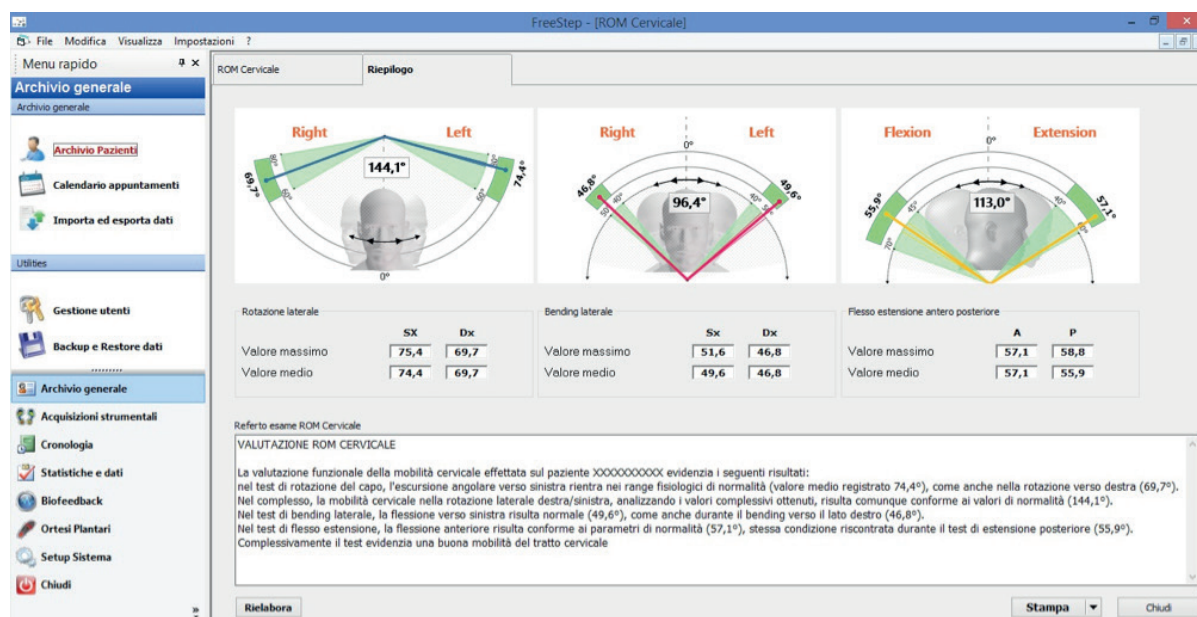 FreeStep - [ROM Cervicale]
File Modifica Visualizza Impostazioni ?
Menu rapido
Archivio generale
Archivio generale
Archivio Pazienti
Calendario appuntamenti
Importa ed esporta dati
Utilities
Gestione utenti
Backup e Restore dati
Archivio generale
Acquisizioni strumentali
Cronologia
Statistiche e dati
Biofeedback
Ortesi Plantari
Setup Sistema
Chiudi
ROM Cervicale Riepilogo
Right Left
80° 80°
144,1°
69,7° 74,4°
60° 60°
0°
Right Left
0°
46,8° 49,6°
40° 40°
50° 50°
96,4°
Flexion Extension
0°
55,9° 57,1°
45° 40°
70° 60°
113,0°
Rotazione laterale
SX Dx
Valore massimo 75,4 69,7
Valore medio 74,4 69,7
Bending laterale
Sx Dx
Valore massimo 51,6 46,8
Valore medio 49,6 46,8
Flesso estensione antero posteriore
A P
Valore massimo 57,1 58,8
Valore medio 57,1 55,9
Referto esame ROM Cervicale
VALUTAZIONE ROM CERVICALE
La valutazione funzionale della mobilità cervicale effettata sul paziente XXXXXXXXXX evidenzia i seguenti risultati:
nel test di rotazione del capo, l'escursione angolare verso sinistra rientra nei range fisiologici di normalità (valore medio registrato 74,4°), come anche nella rotazione verso destra (69,7°).
Nel complesso, la mobilità cervicale nella rotazione laterale destra/sinistra, analizzando i valori complessivi ottenuti, risulta comunque conforme ai valori di normalità (144,1°).
Nel test di bending laterale, la flessione verso sinistra risulta normale (49,6°), come anche durante il bending verso il lato destro (46,8°).
Nel test di flesso estensione, la flessione anteriore risulta conforme ai parametri di normalità (57,1°), stessa condizione riscontrata durante il test di estensione posteriore (55,9°).
Complessivamente il test evidenzia una buona mobilità del tratto cervicale
Rielabora Stampa Chiudi